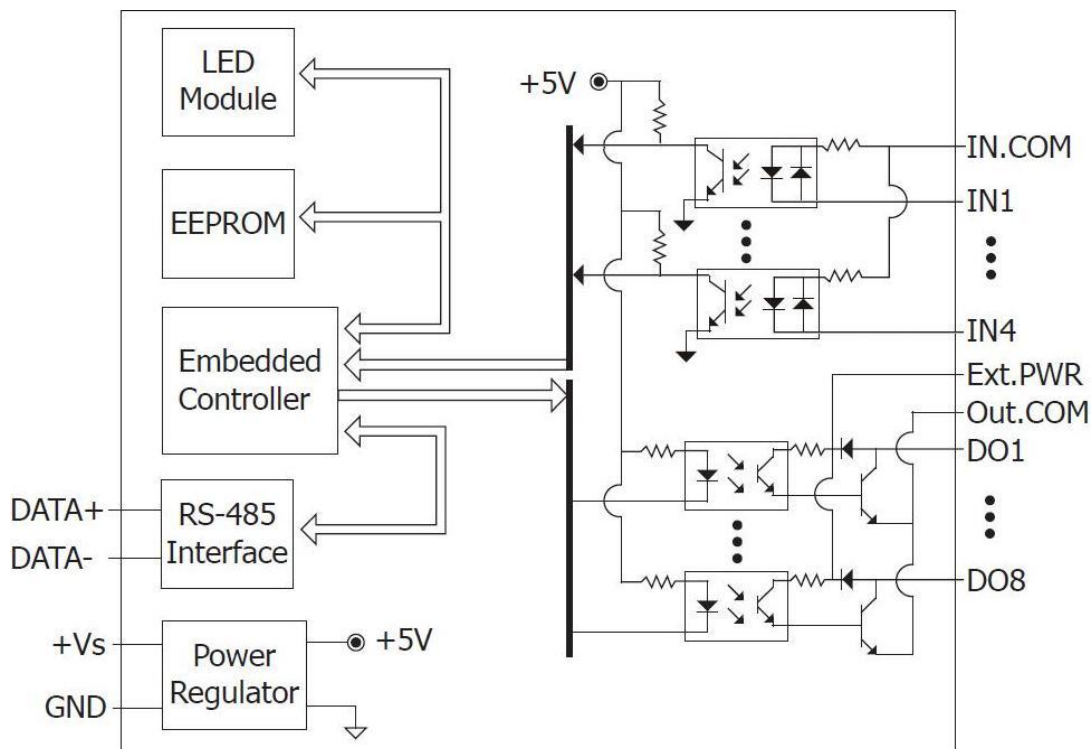 LED
Module
EEPROM
Embedded
Controller
RS-485
Interface
Power
Regulator
DATA+
DATA-
+Vs
GND
+5V
+5V
IN.COM
IN1
IN4
Ext.PWR
Out.COM
DO1
DO8